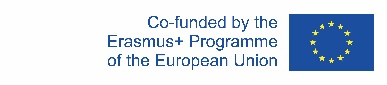 Co-funded by the
Erasmus+ Programme
of the European Union